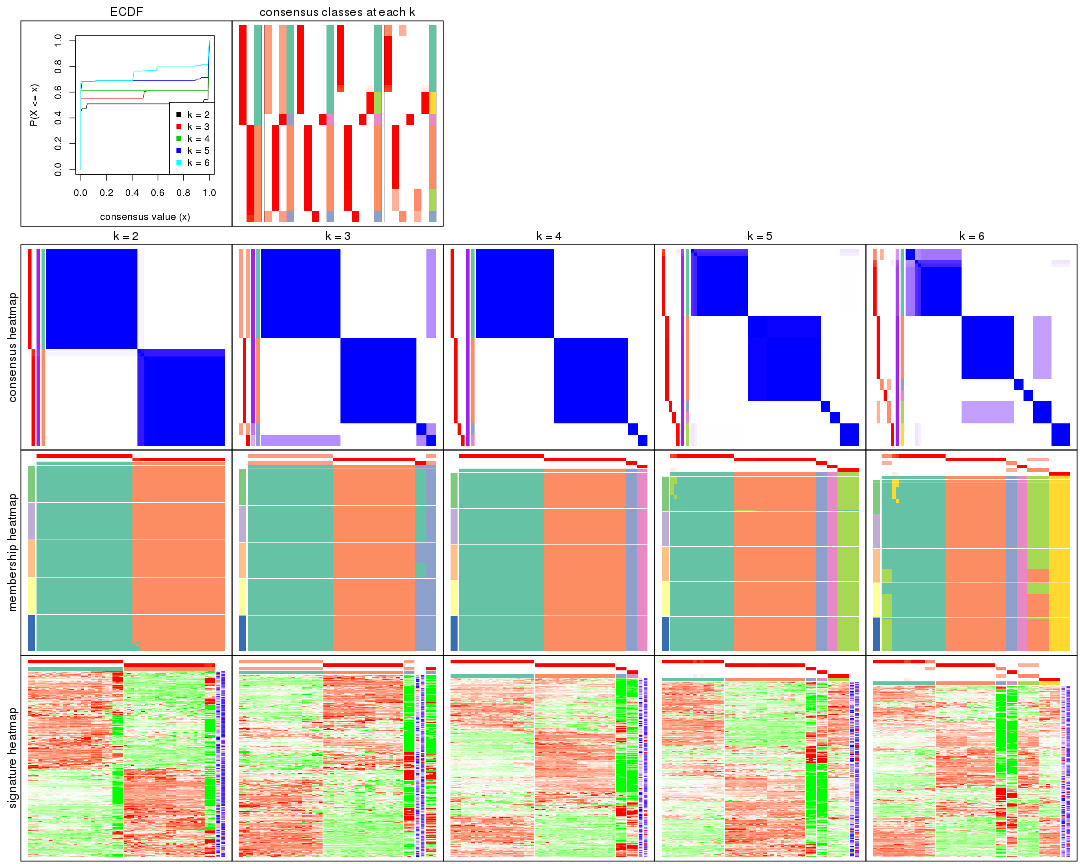 ECDF
consensus classes at each k
P(X <= x)
0.0
0.2
0.4
0.6
0.8
1.0
k = 2
k = 3
k = 4
k = 5
k = 6
0.0 0.2 0.4 0.6 0.8 1.0
consensus value (x)
k = 2
k = 3
k = 4
k = 5
k = 6
consensus heatmap
membership heatmap
signature heatmap